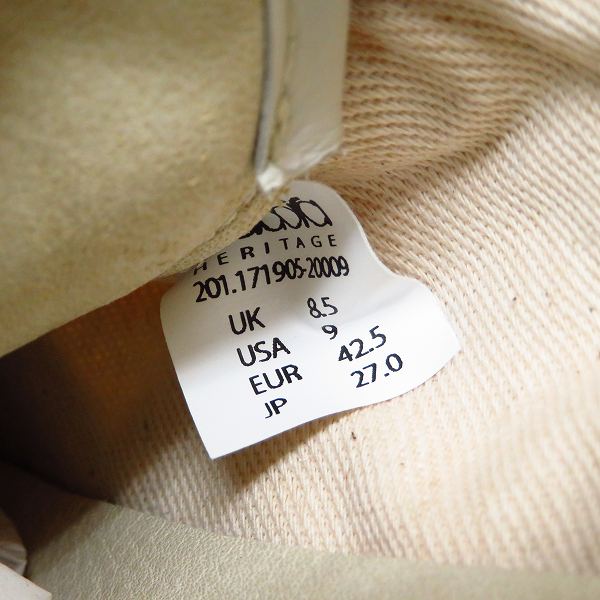 HERITAGE
201.171905-20009
UK 8.5
USA 9
EUR 42.5
JP 27.0